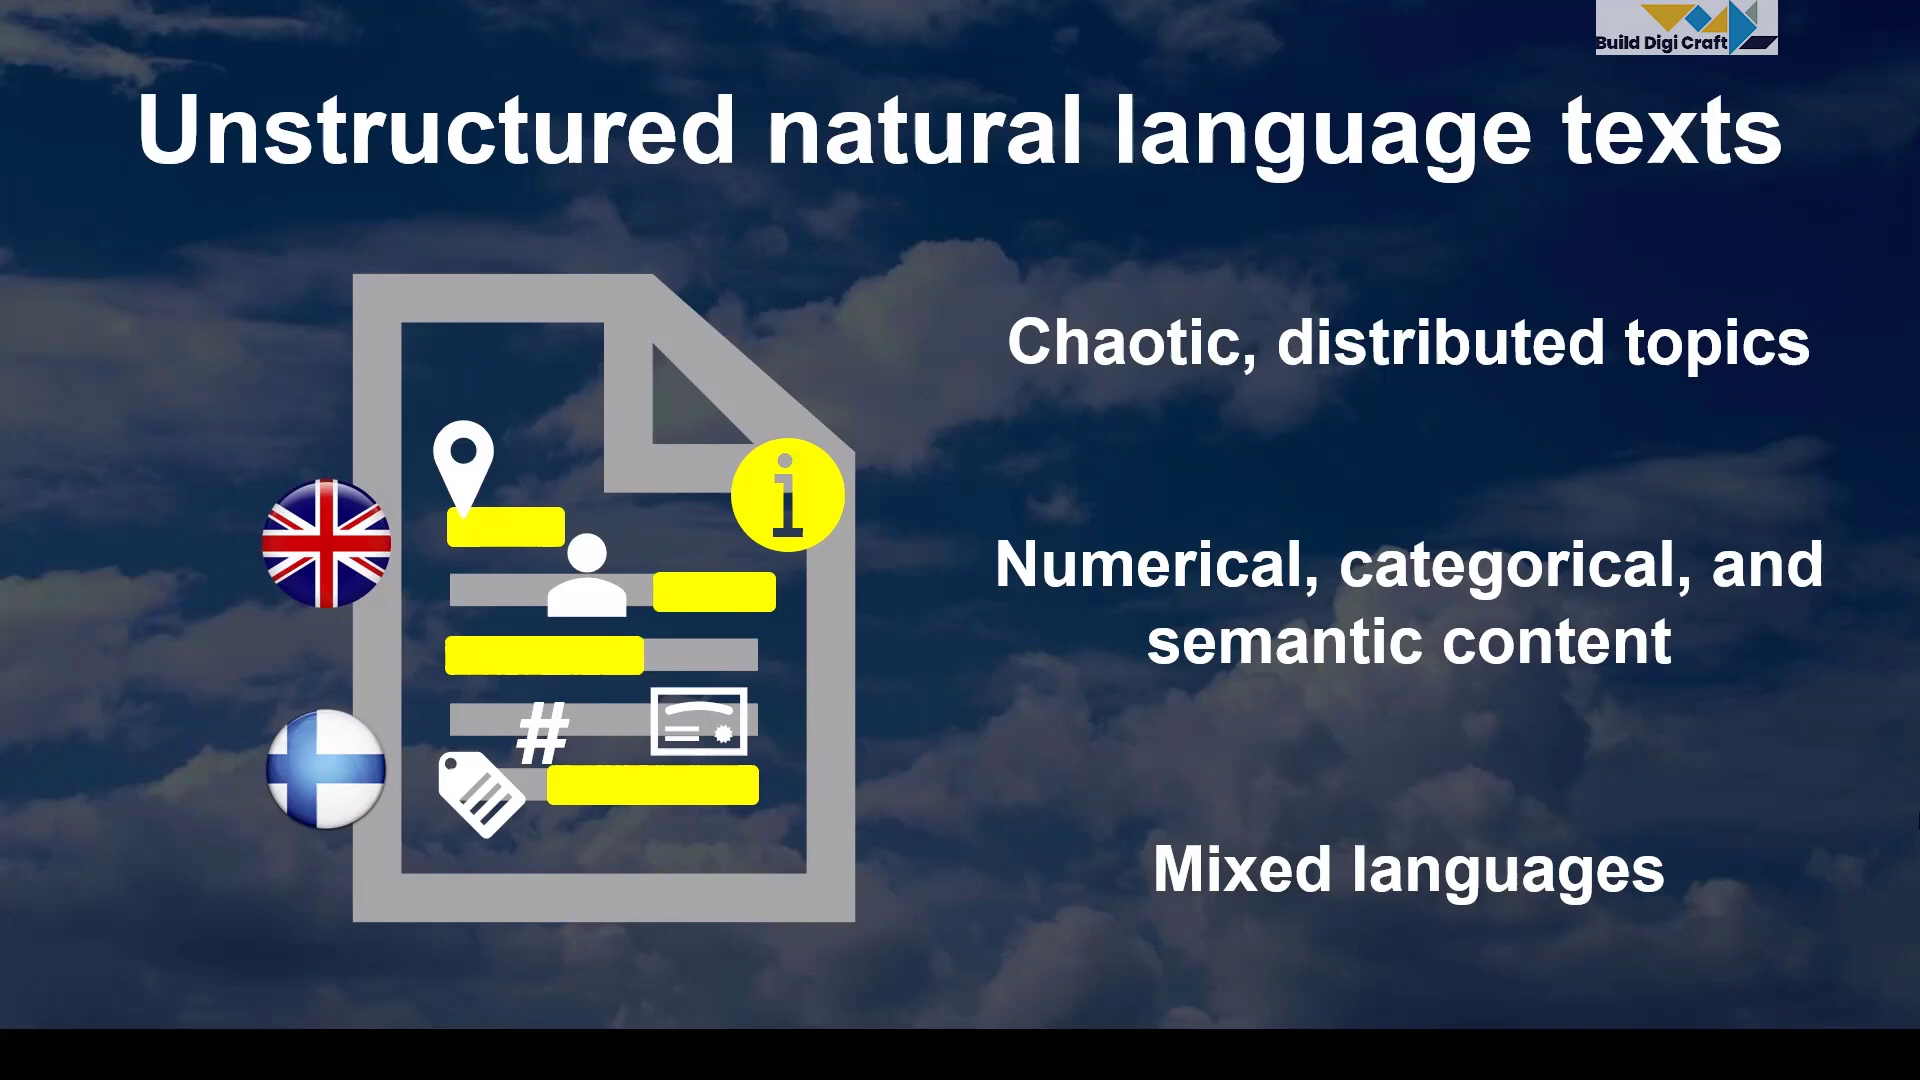 Build Digi Craft
Unstructured natural language texts
Chaotic, distributed topics
i
Numerical, categorical, and
semantic content
#
Mixed languages